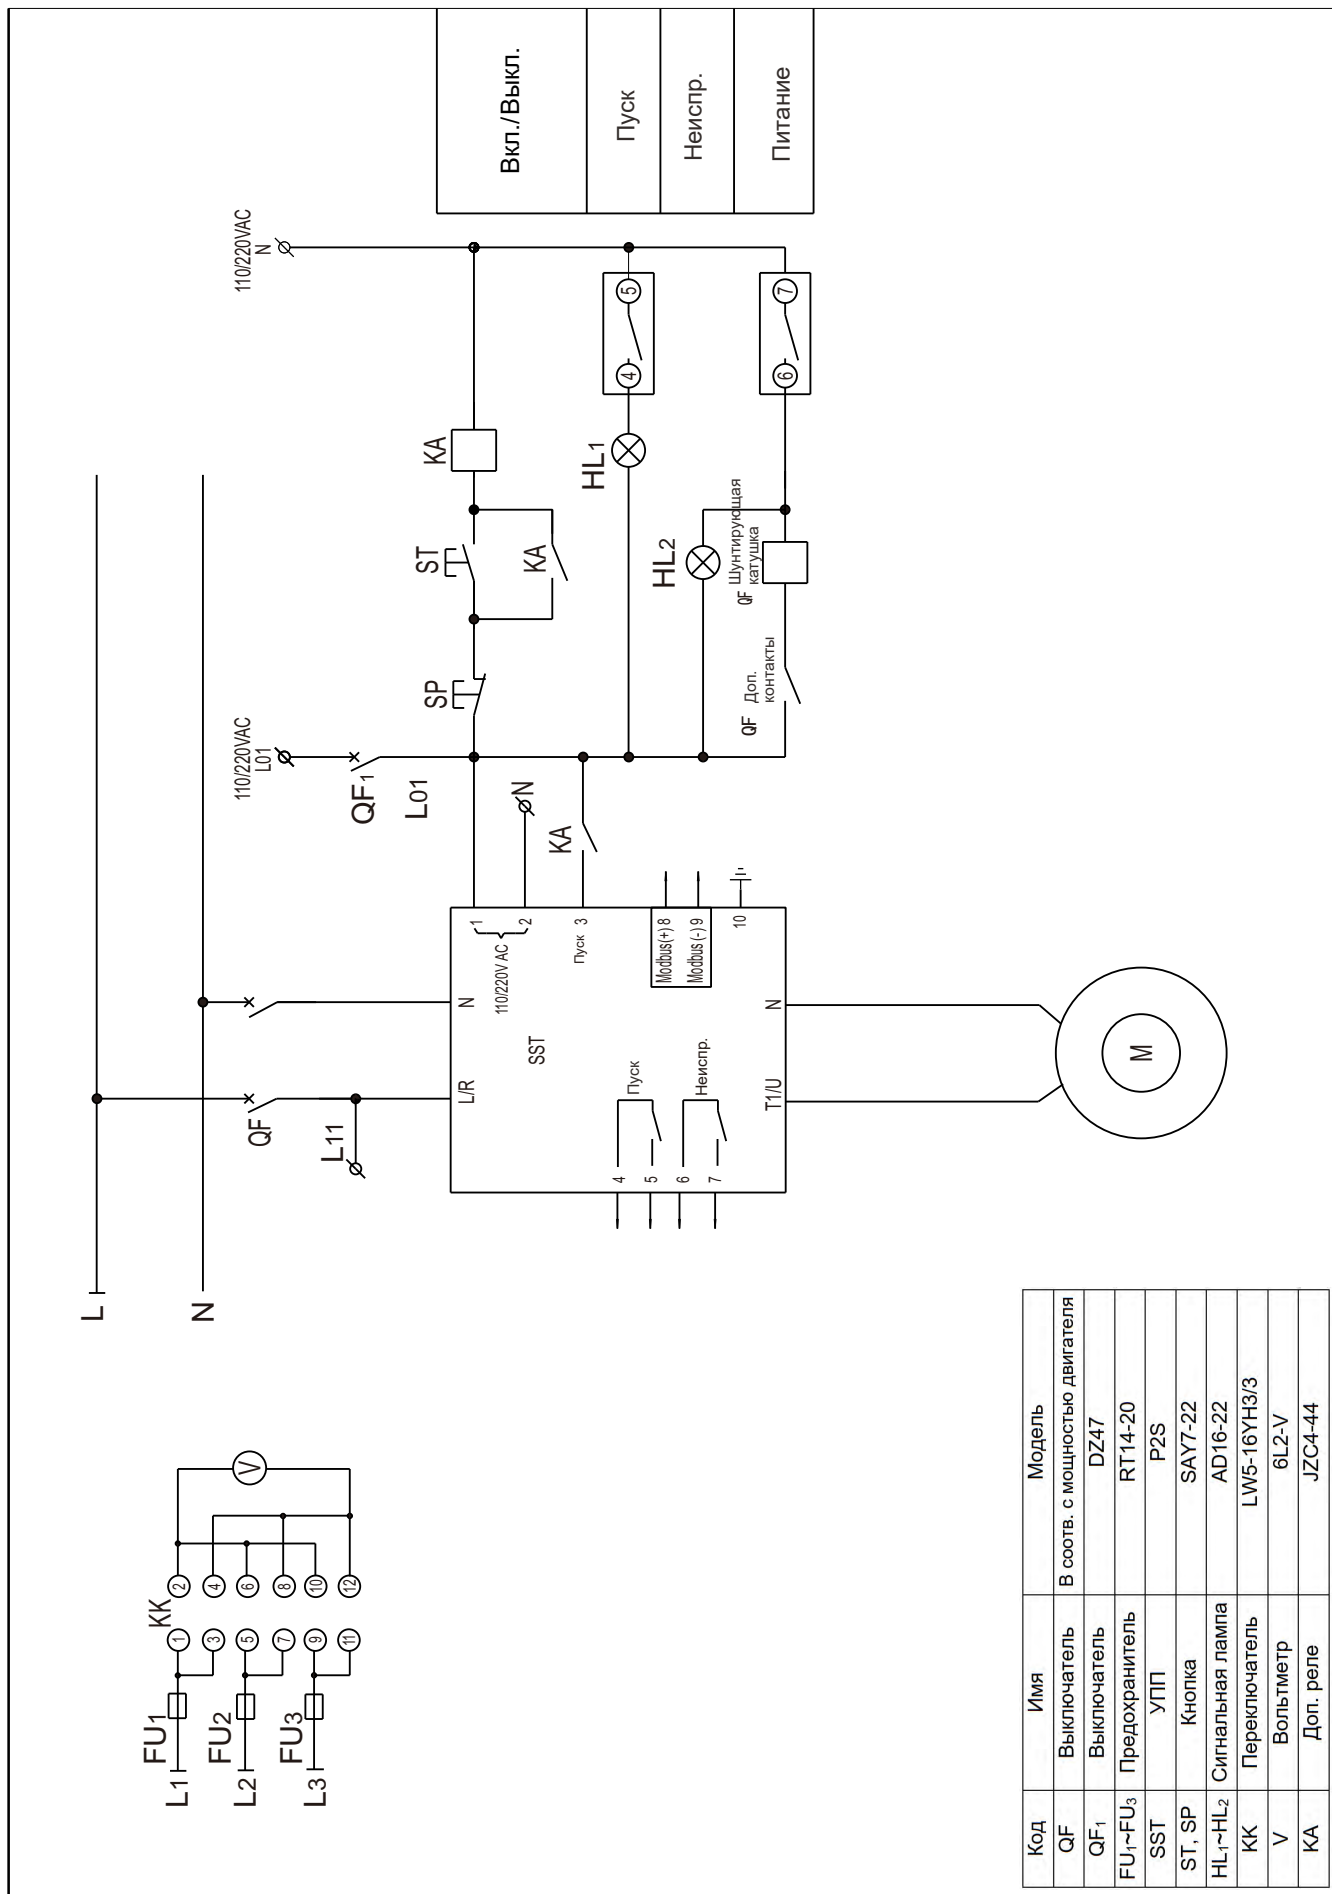 L1
L2
L3
FU1
FU2
FU3
KK
1
3
5
7
9
11
2
4
6
8
10
12
V
L
N
QF
L11
L/R
N
SST
110/220V AC
1
2
Пуск 3
Modbus(+) 8
Modbus (-) 9
10
4
5
6
7
Пуск
Неиспр.
T1/U
N
M
110/220VAC
L01
QF1
L01
N
KA
SP
ST
KA
KA
110/220VAC
N
HL1
4
5
HL2
QF
Доп.
контакты
QF
Шунтирующая
катушка
6
7
Вкл./Выкл.
Пуск
Неиспр.
Питание
Код Имя Модель
QF Выключатель В соотв. с мощностью двигателя
QF1 Выключатель DZ47
FU1~FU3 Предохранитель RT14-20
SST УПП P2S
ST, SP Кнопка SAY7-22
HL1~HL2 Сигнальная лампа AD16-22
KK Переключатель LW5-16YH3/3
V Вольтметр 6L2-V
KA Доп. реле JZC4-44